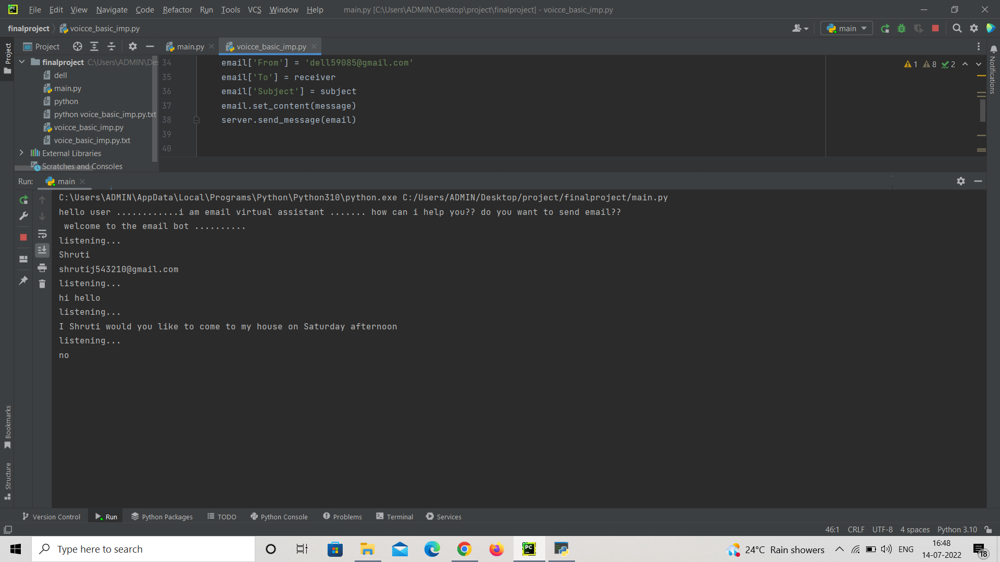 File Edit View Navigate Code Refactor Run Tools VCS Window Help main.py [C:\Users\ADMIN\Desktop\project\finalproject] - voicce_basic_imp.py
finalproject voicce_basic_imp.py main
Project main.py voicce_basic_imp.py
Project
finalproject C:\Users\ADMIN\De
dell
main.py
python
python voice_basic_imp.py.txt
voicce_basic_imp.py
voice_basic_imp.py.txt
External Libraries
Scratches and Consoles
34 email['From'] = 'dell59085@gmail.com'
35 email['To'] = receiver
36 email['Subject'] = subject
37 email.set_content(message)
38 server.send_message(email)
39
40
1 8 2
Notifications
Run: main
C:\Users\ADMIN\AppData\Local\Programs\Python\Python310\python.exe C:/Users/ADMIN/Desktop/project/finalproject/main.py
hello user ............i am email virtual assistant ....... how can i help you?? do you want to send email??
welcome to the email bot ..........
listening...
Shruti
shrutij543210@gmail.com
listening...
hi hello
listening...
I Shruti would you like to come to my house on Saturday afternoon
listening...
no
Bookmarks
Structure
Version Control Run Python Packages TODO Python Console Problems Terminal Services
46:1 CRLF UTF-8 4 spaces Python 3.10
Type here to search
PC
24°C Rain showers
ENG
16:48
14-07-2022
18